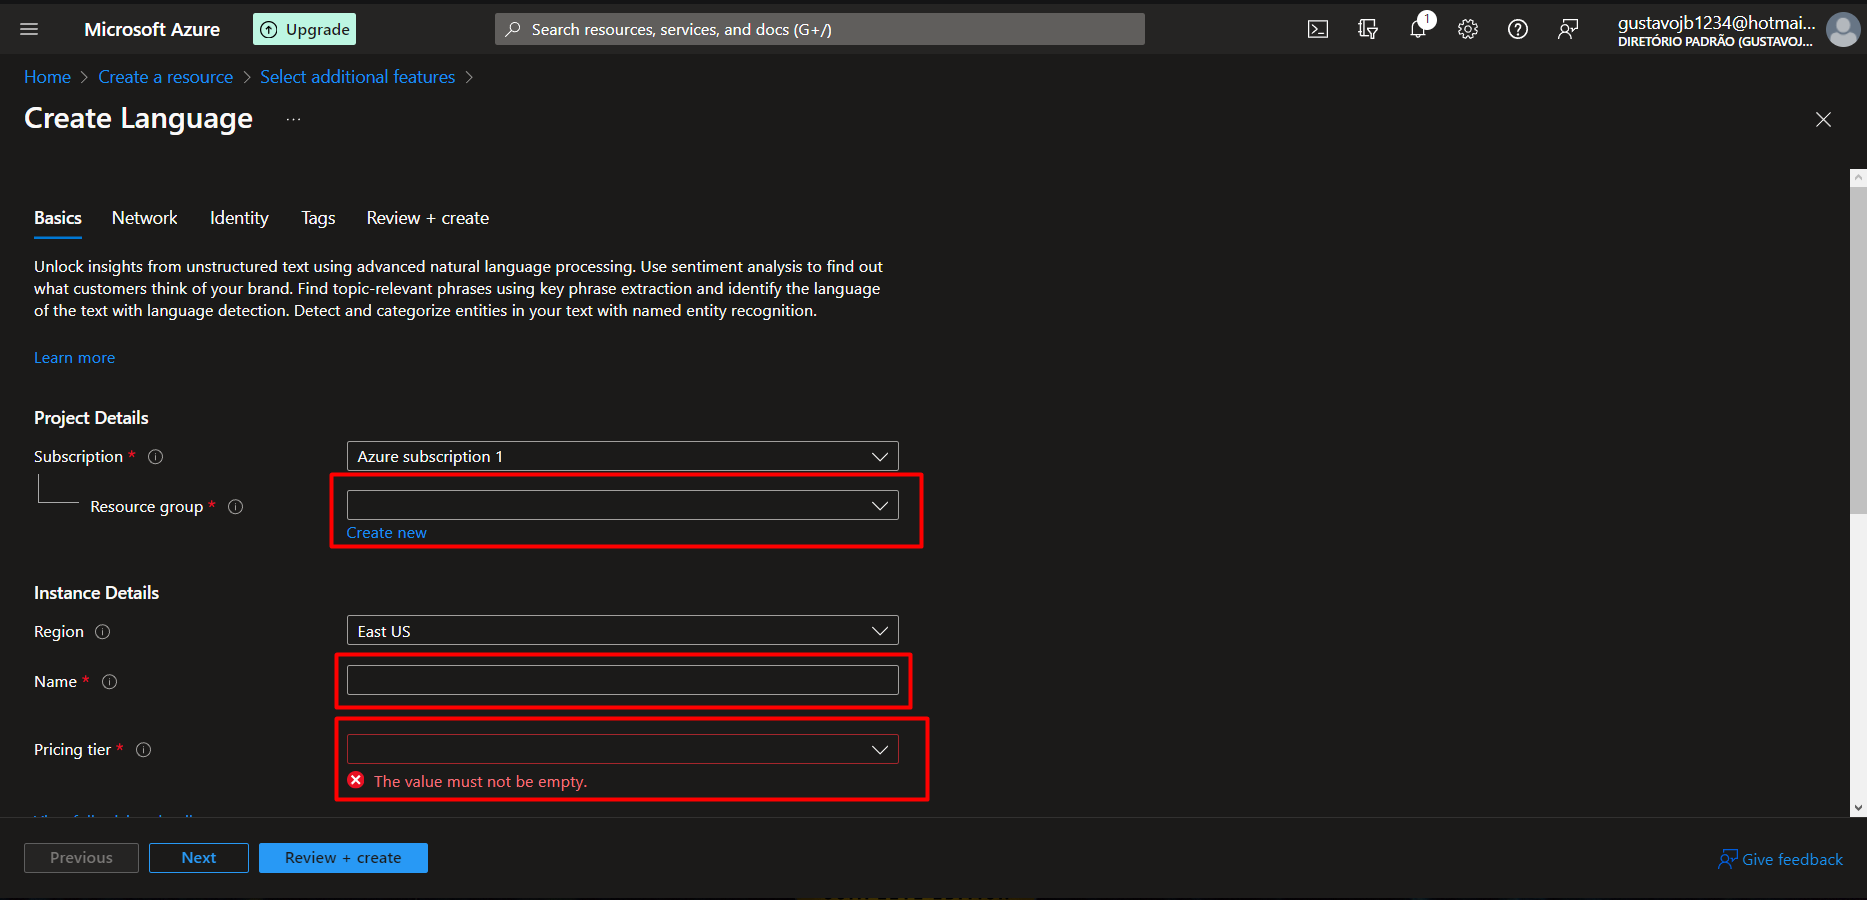 Microsoft Azure
Upgrade
Search resources, services, and docs (G+/)
1
gustavojb1234@hotmai...
DIRETÓRIO PADRÃO (GUSTAVOJ...
Home > Create a resource > Select additional features >
Create Language ...
Basics Network Identity Tags Review + create
Unlock insights from unstructured text using advanced natural language processing. Use sentiment analysis to find out
what customers think of your brand. Find topic-relevant phrases using key phrase extraction and identify the language
of the text with language detection. Detect and categorize entities in your text with named entity recognition.
Learn more
Project Details
Subscription *
Azure subscription 1
Resource group *
Create new
Instance Details
Region
East US
Name *
Pricing tier *
The value must not be empty.
Previous Next Review + create
Give feedback